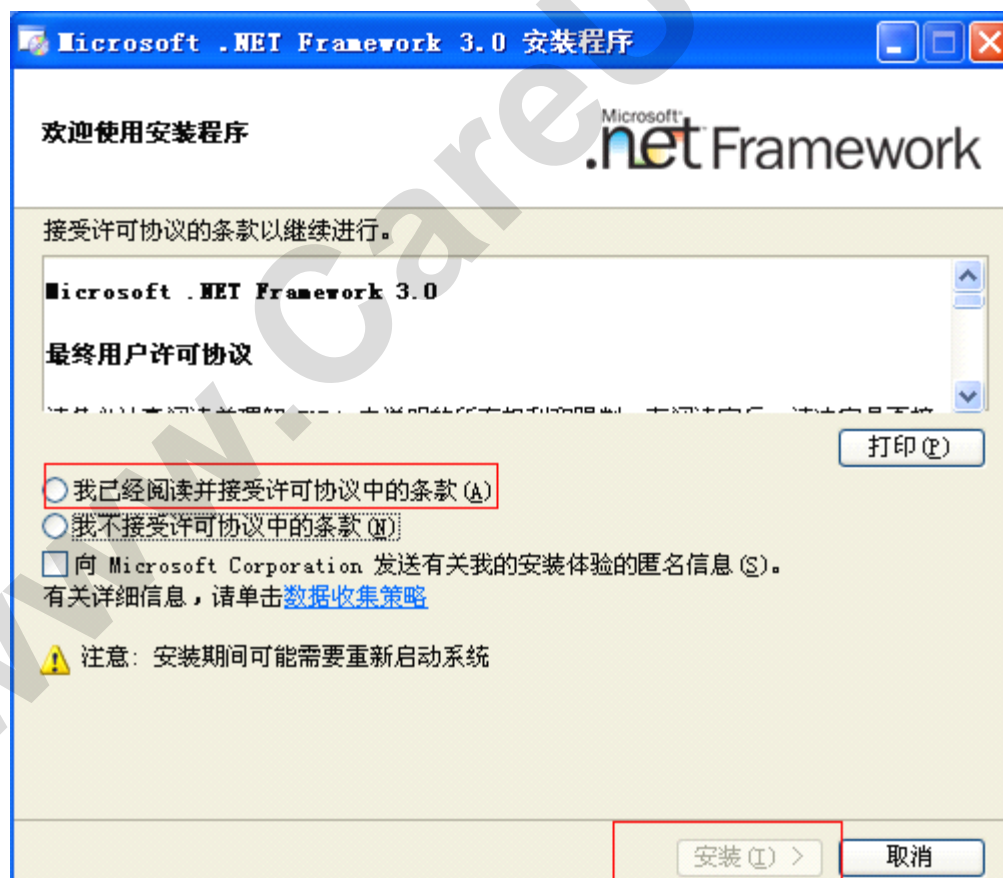 Microsoft .NET Framework 3.0 安装程序
欢迎使用安装程序
Microsoft
.net Framework
接受许可协议的条款以继续进行。
Microsoft .NET Framework 3.0
最终用户许可协议
打印(P)
我已经阅读并接受许可协议中的条款(A)
我不接受许可协议中的条款(N)
向 Microsoft Corporation 发送有关我的安装体验的匿名信息(S)。
有关详细信息，请单击数据收集策略
注意: 安装期间可能需要重新启动系统
安装(I) >
取消
www.Care